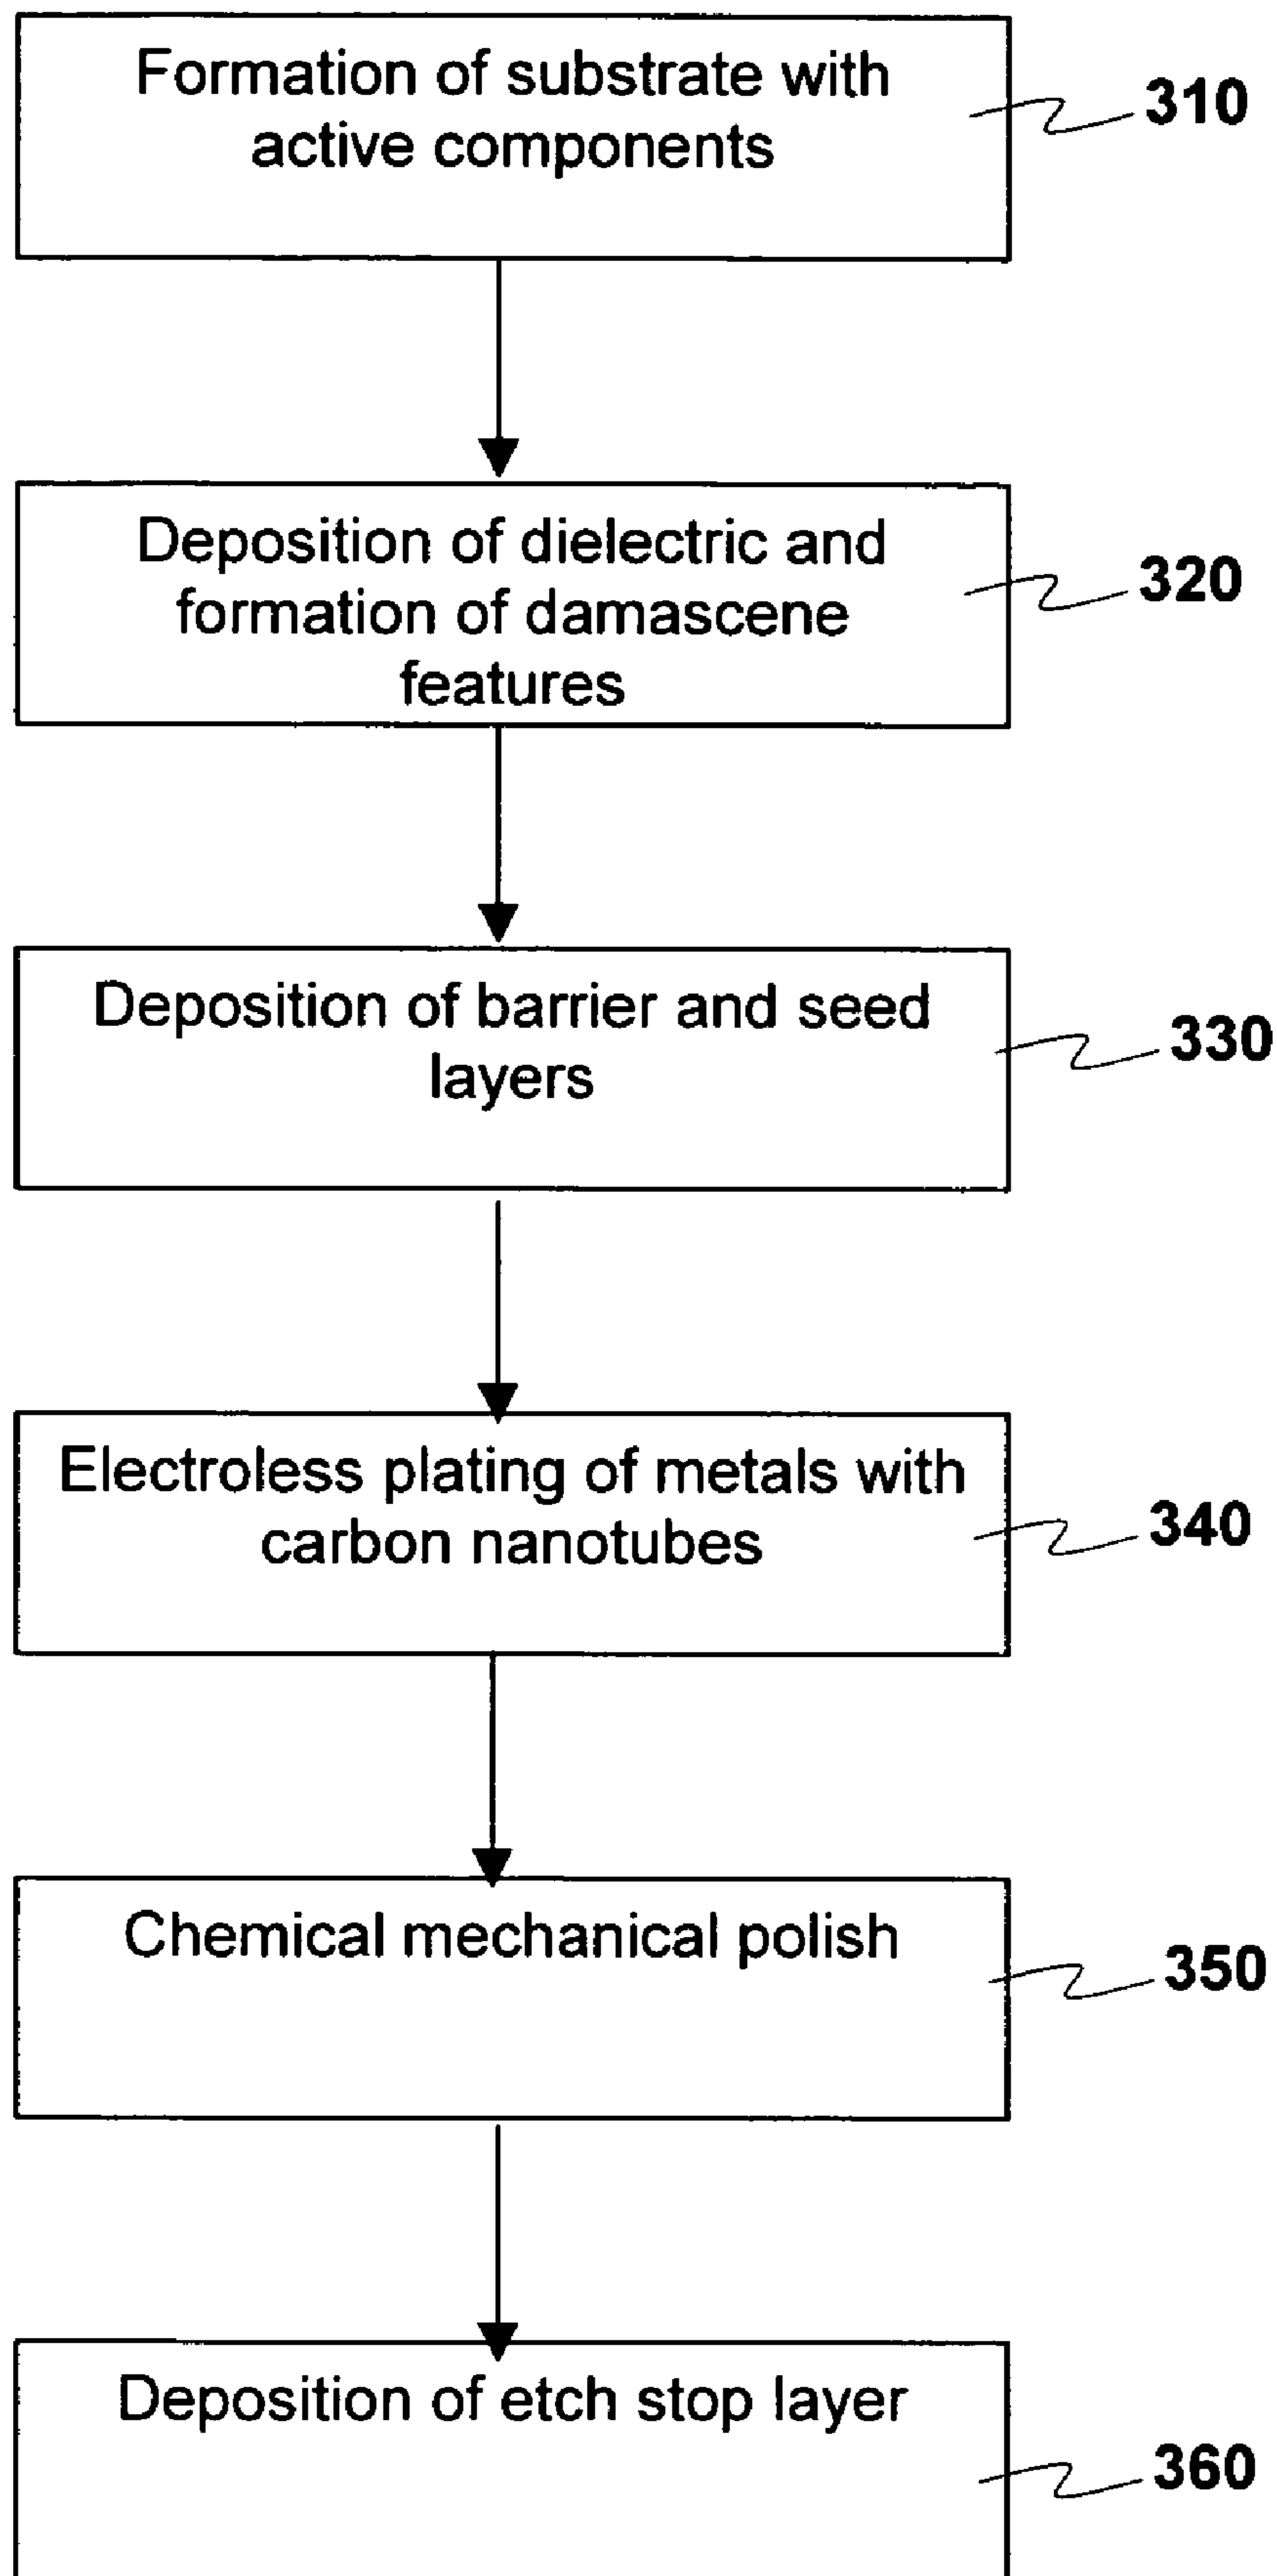 Formation of substrate with
active components
310
Deposition of dielectric and
formation of damascene
features
320
Deposition of barrier and seed
layers
330
Electroless plating of metals with
carbon nanotubes
340
Chemical mechanical polish
350
Deposition of etch stop layer
360